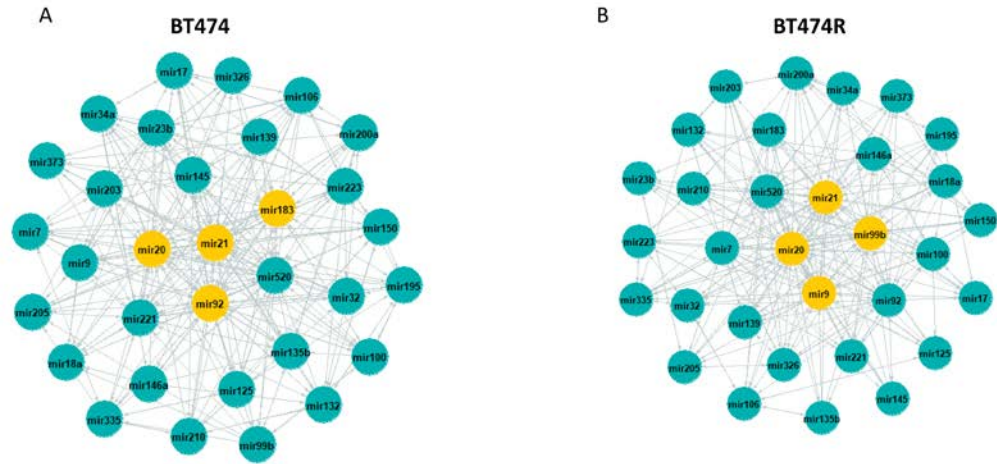 A
BT474
mir17
mir326
mir106
mir34a
mir23b
mir139
mir200a
mir373
mir203
mir145
mir223
mir183
mir7
mir150
mir9
mir20
mir21
mir520
mir32
mir195
mir92
mir205
mir221
mir18a
mir135b
mir100
mir146a
mir125
mir132
mir335
mir210
mir99b
B
BT474R
mir200a
mir203
mir34a
mir373
mir132
mir183
mir195
mir146a
mir23b
mir210
mir520
mir18a
mir21
mir150
mir223
mir7
mir20
mir99b
mir100
mir335
mir32
mir9
mir92
mir17
mir139
mir205
mir326
mir221
mir125
mir106
mir135b
mir145